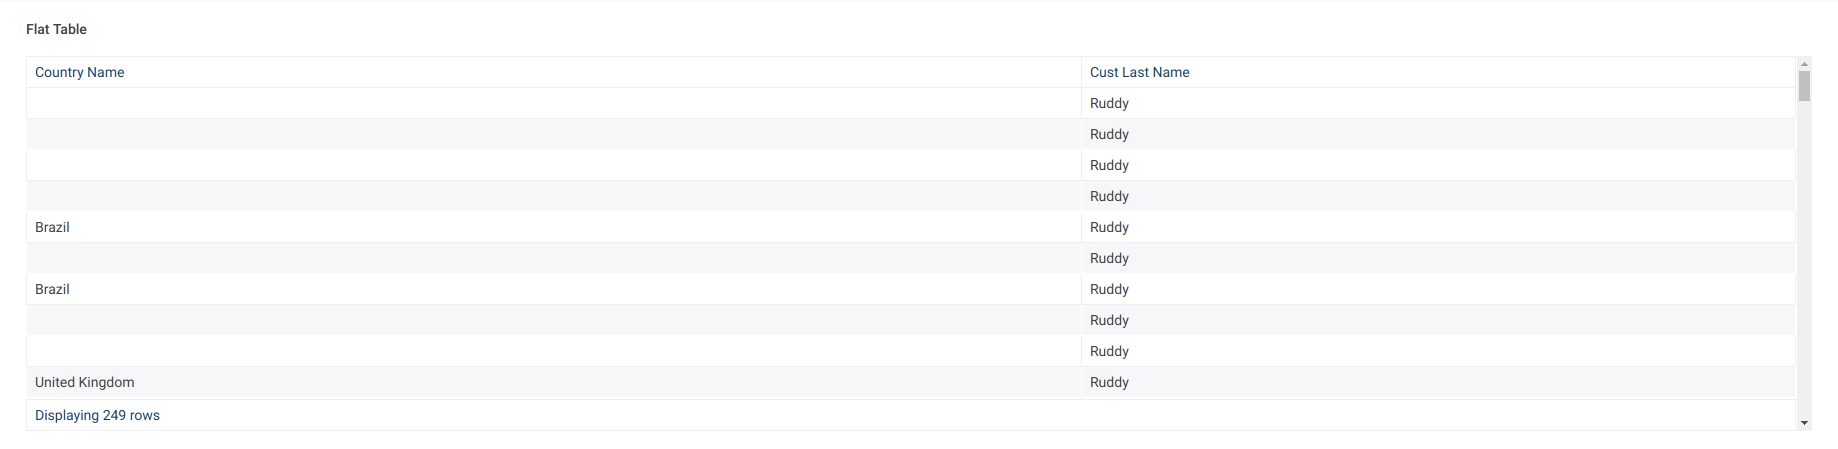 Flat Table
Country Name Cust Last Name
Ruddy
Ruddy
Ruddy
Ruddy
Brazil Ruddy
Ruddy
Brazil Ruddy
Ruddy
Ruddy
United Kingdom Ruddy
Displaying 249 rows